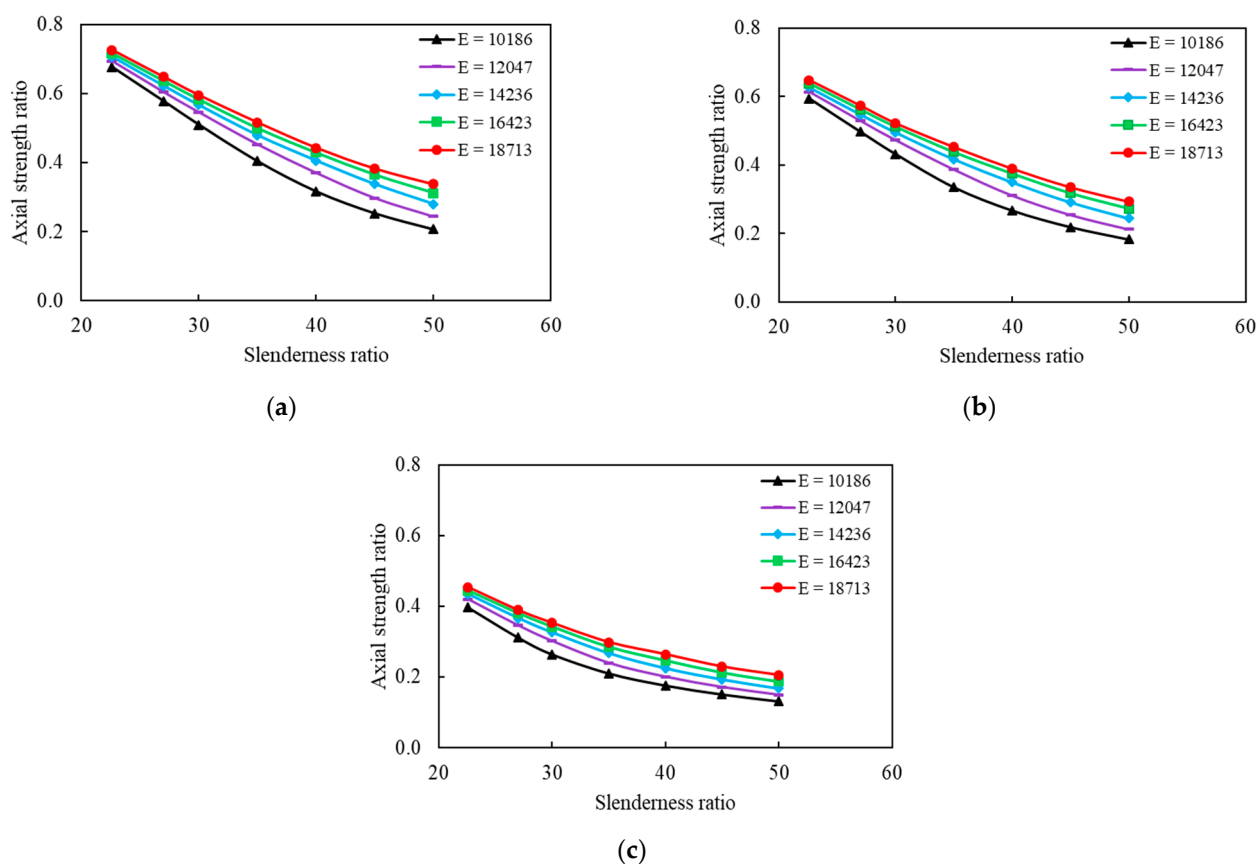 Axial strength ratio
0.8
0.6
0.4
0.2
0.0
20 30 40 50 60
Slenderness ratio
E = 10186
E = 12047
E = 14236
E = 16423
E = 18713
(a)
Axial strength ratio
0.8
0.6
0.4
0.2
0.0
20 30 40 50 60
Slenderness ratio
E = 10186
E = 12047
E = 14236
E = 16423
E = 18713
(b)
Axial strength ratio
0.8
0.6
0.4
0.2
0.0
20 30 40 50 60
Slenderness ratio
E = 10186
E = 12047
E = 14236
E = 16423
E = 18713
(c)